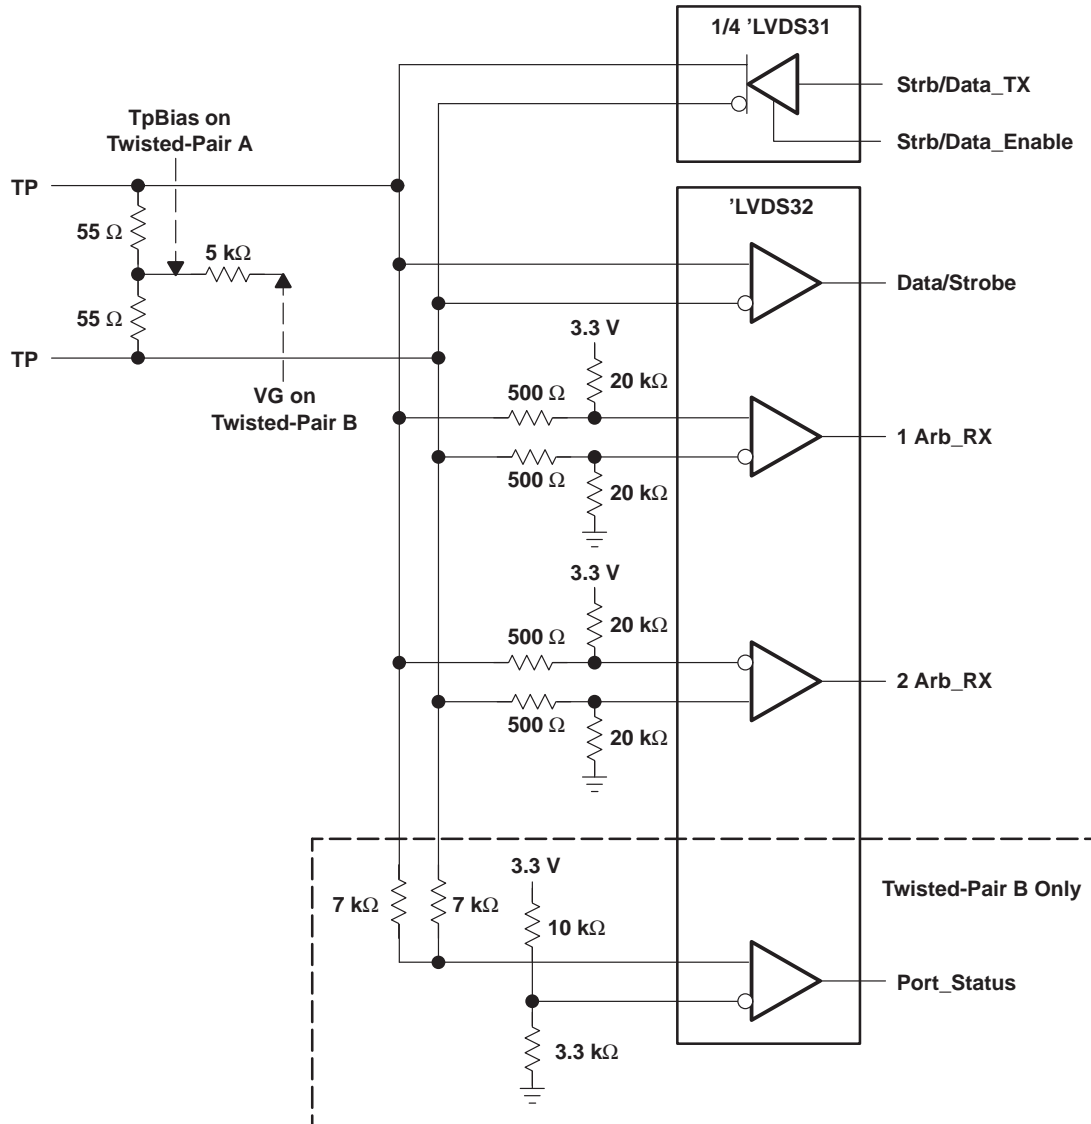 1/4 ’LVDS31
Strb/Data_TX
Strb/Data_Enable
TpBias on
Twisted-Pair A
TP
55 Ω
5 kΩ
55 Ω
TP
VG on
Twisted-Pair B
’LVDS32
Data/Strobe
3.3 V
20 kΩ
500 Ω
1 Arb_RX
500 Ω
20 kΩ
3.3 V
20 kΩ
500 Ω
2 Arb_RX
500 Ω
20 kΩ
3.3 V
Twisted-Pair B Only
7 kΩ
7 kΩ
10 kΩ
Port_Status
3.3 kΩ